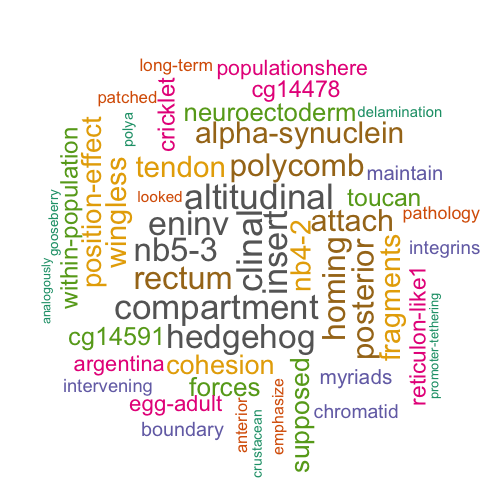 long-term
populationshere
cg14478
patched
cricklet
polya
neuroectoderm
delamination
alpha-synuclein
within-population
position-effect
wingless
tendon
polycomb
maintain
looked
altitudinal
toucan
gooseberry
analogously
eninv
clinal
insert
nb4-2
attach
pathology
nb5-3
homing
posterior
fragments
integrins
rectum
reticulon-like1
promoter-tethering
compartment
cg14591
hedgehog
argentina
cohesion
supposed
myriads
intervening
forces
egg-adult
anterior
crustacean
emphasize
chromatid
boundary